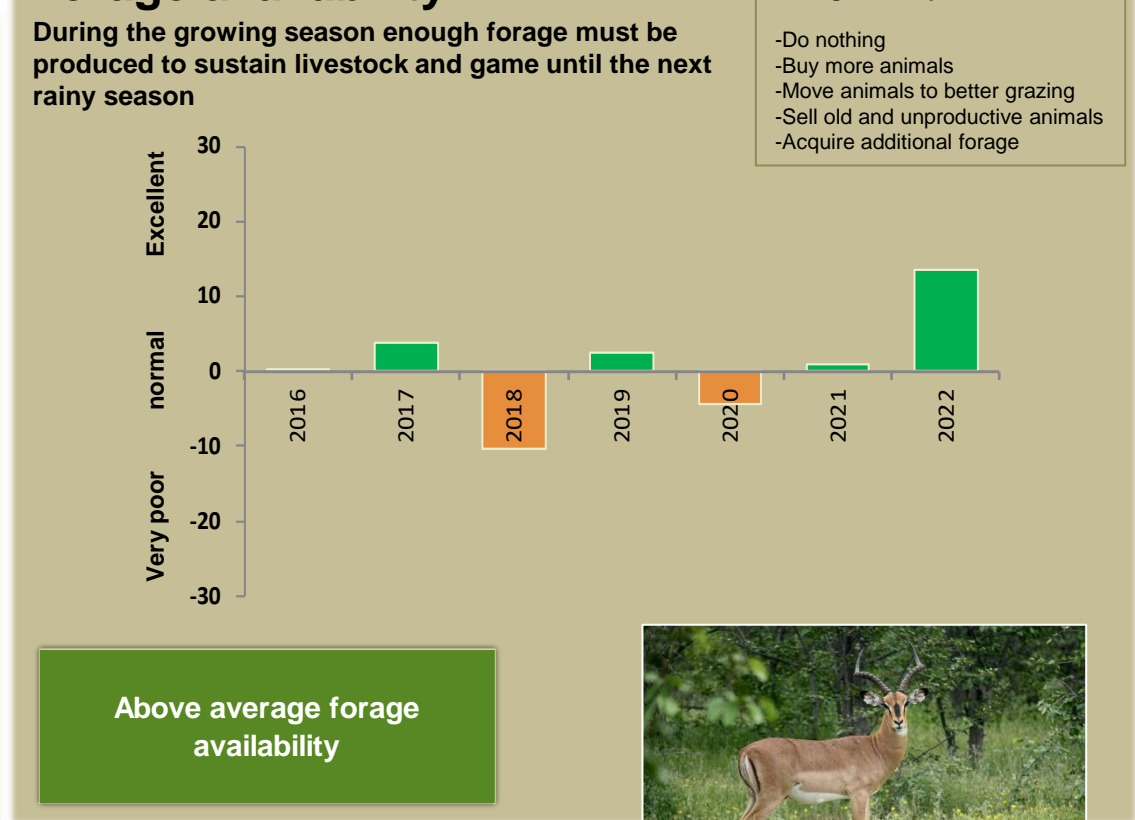 During the growing season enough forage must be
produced to sustain livestock and game until the next
rainy season
-Do nothing
-Buy more animals
-Move animals to better grazing
-Sell old and unproductive animals
-Acquire additional forage
Excellent
normal
Very poor
30
20
10
0
-10
-20
-30
2016
2017
2018
2019
2020
2021
2022
Above average forage
availability